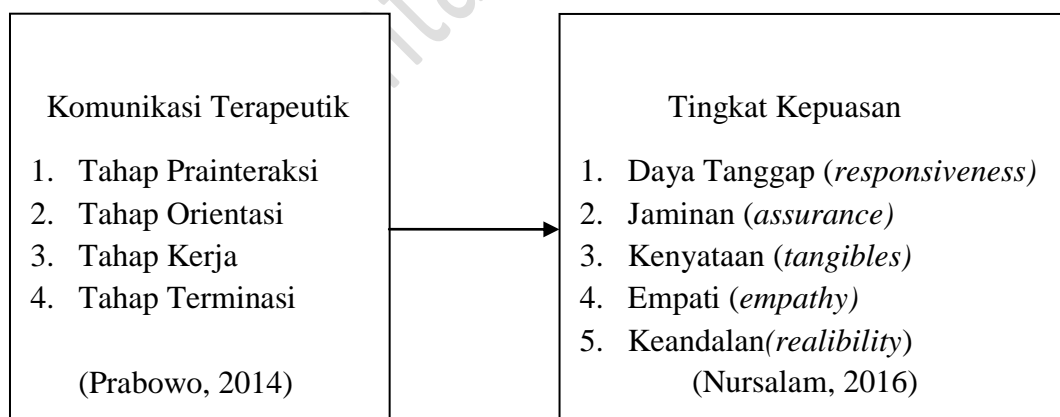 Komunikasi Terapeutik
1. Tahap Prainteraksi
2. Tahap Orientasi
3. Tahap Kerja
4. Tahap Terminasi
(Prabowo, 2014)
Tingkat Kepuasan
1. Daya Tanggap (responsiveness)
2. Jaminan (assurance)
3. Kenyataan (tangibles)
4. Empati (empathy)
5. Keandalan(realibility)
(Nursalam, 2016)